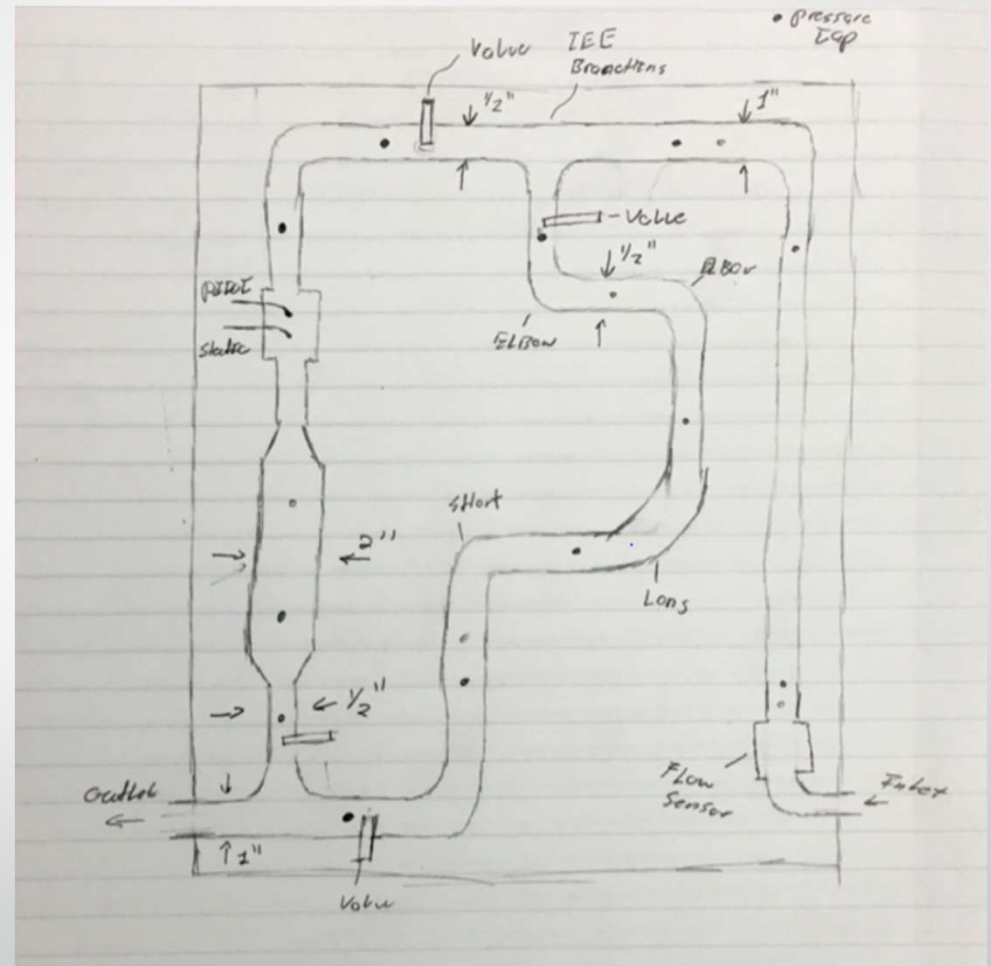 • Pressure
Tap
Valve
TEE
Branching
1/2"
1"
- Valve
1/2"
Elbow
PITOT
Static
ELBow
SHort
2"
Long
1/2"
Flow
Sensor
Inlet
Outlet
1"
Valve